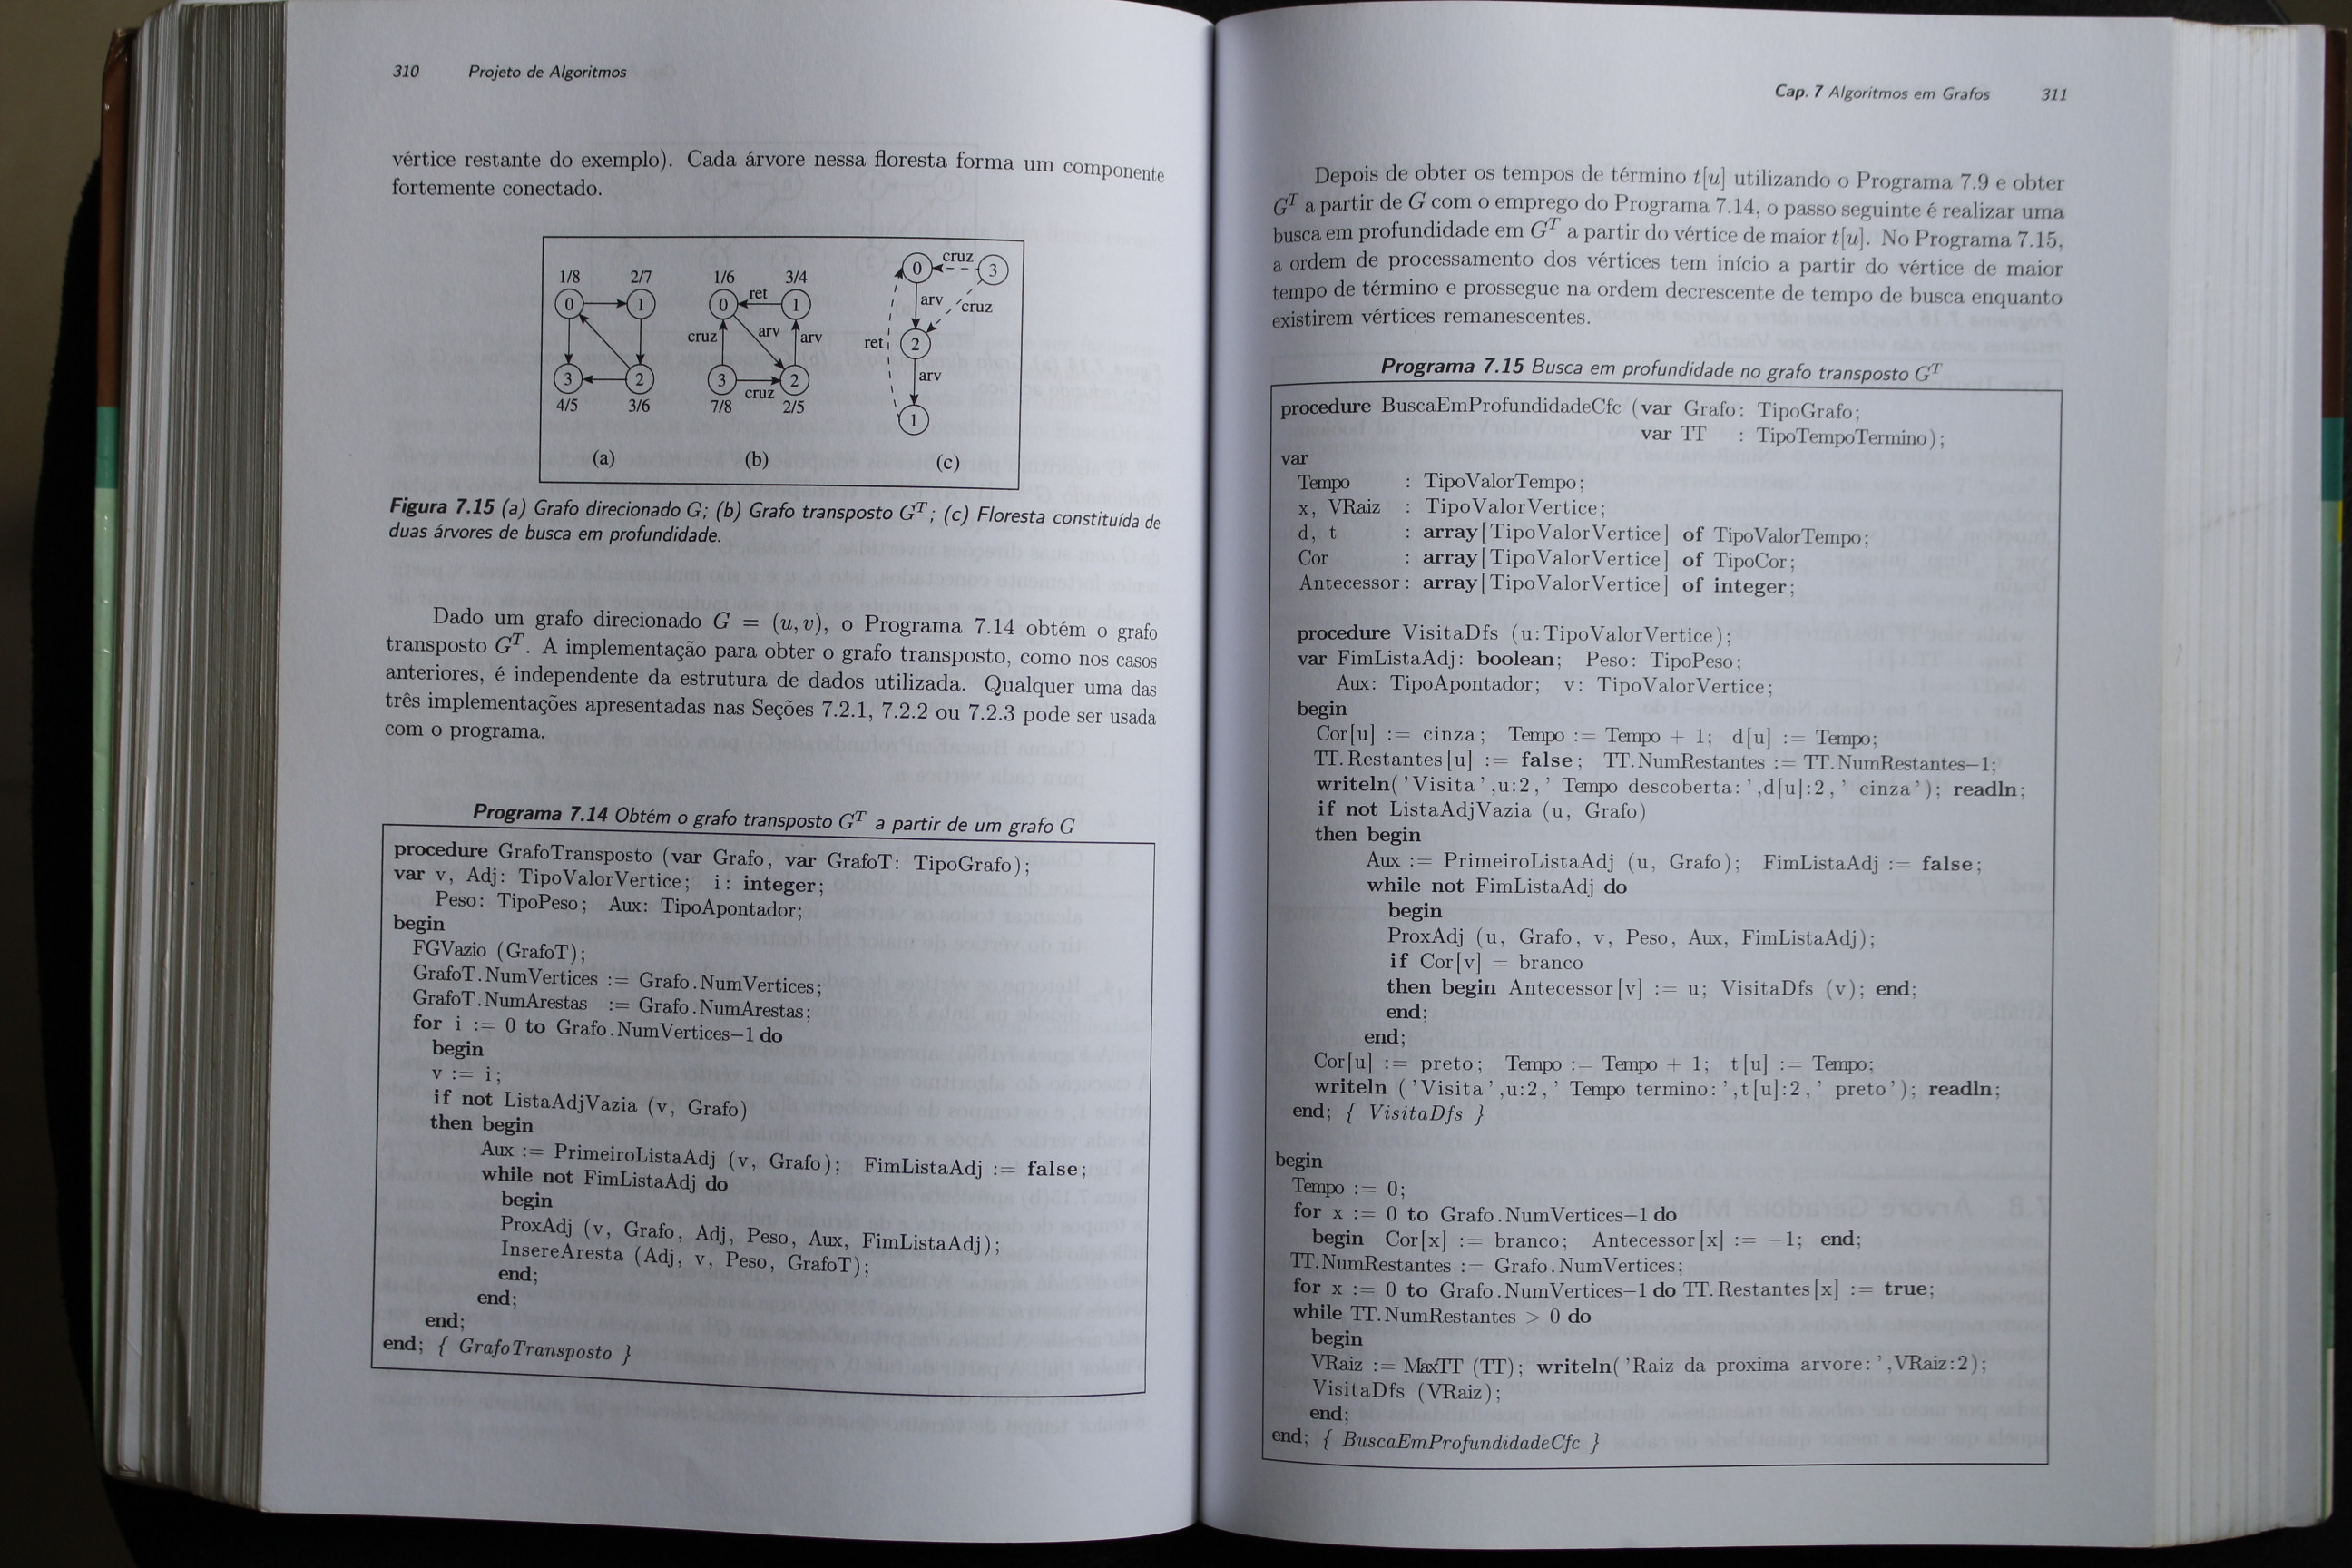 310 Projeto de Algoritmos
vértice restante do exemplo). Cada árvore nessa floresta forma um componente
fortemente conectado.
1/8 2/7 1/6 3/4
0 1 0 ret 1 0 cruz 3
cruz arv arv arv cruz
3 2 3 cruz 2 ret 2
4/5 3/6 7/8 2/5 arv
1
(a) (b) (c)
Figura 7.15 (a) Grafo direcionado G; (b) Grafo transposto G^T; (c) Floresta constituída de
duas árvores de busca em profundidade.
Dado um grafo direcionado G = (u, v), o Programa 7.14 obtém o grafo
transposto G^T. A implementação para obter o grafo transposto, como nos casos
anteriores, é independente da estrutura de dados utilizada. Qualquer uma das
três implementações apresentadas nas Seções 7.2.1, 7.2.2 ou 7.2.3 pode ser usada
com o programa.
Programa 7.14 Obtém o grafo transposto G^T a partir de um grafo G
procedure GrafoTransposto (var Grafo, var GrafoT: TipoGrafo);
var v, Adj: TipoValorVertice; i: integer;
Peso: TipoPeso; Aux: TipoApontador;
begin
FGVazio (GrafoT);
GrafoT.NumVertices := Grafo.NumVertices;
GrafoT.NumArestas := Grafo.NumArestas;
for i := 0 to Grafo.NumVertices−1 do
begin
v := i;
if not ListaAdjVazia (v, Grafo)
then begin
Aux := PrimeiroListaAdj (v, Grafo); FimListaAdj := false;
while not FimListaAdj do
begin
ProxAdj (v, Grafo, Adj, Peso, Aux, FimListaAdj);
InsereAresta (Adj, v, Peso, GrafoT);
end;
end;
end;
end; { GrafoTransposto }
Cap. 7 Algoritmos em Grafos 311
Depois de obter os tempos de término t[u] utilizando o Programa 7.9 e obter
G^T a partir de G com o emprego do Programa 7.14, o passo seguinte é realizar uma
busca em profundidade em G^T a partir do vértice de maior t[u]. No Programa 7.15,
a ordem de processamento dos vértices tem início a partir do vértice de maior
tempo de término e prossegue na ordem decrescente de tempo de busca enquanto
existirem vértices remanescentes.
Programa 7.15 Busca em profundidade no grafo transposto G^T
procedure BuscaEmProfundidadeCfc (var Grafo: TipoGrafo;
var TT : TipoTempoTermino);
var
Tempo : TipoValorTempo;
x, VRaiz : TipoValorVertice;
d, t : array[TipoValorVertice] of TipoValorTempo;
Cor : array[TipoValorVertice] of TipoCor;
Antecessor: array[TipoValorVertice] of integer;
procedure VisitaDfs (u:TipoValorVertice);
var FimListaAdj: boolean; Peso: TipoPeso;
Aux: TipoApontador; v: TipoValorVertice;
begin
Cor[u] := cinza; Tempo := Tempo + 1; d[u] := Tempo;
TT.Restantes[u] := false; TT.NumRestantes := TT.NumRestantes−1;
writeln('Visita',u:2,' Tempo descoberta:',d[u]:2,' cinza'); readln;
if not ListaAdjVazia (u, Grafo)
then begin
Aux := PrimeiroListaAdj (u, Grafo); FimListaAdj := false;
while not FimListaAdj do
begin
ProxAdj (u, Grafo, v, Peso, Aux, FimListaAdj);
if Cor[v] = branco
then begin Antecessor[v] := u; VisitaDfs (v); end;
end;
end;
Cor[u] := preto; Tempo := Tempo + 1; t[u] := Tempo;
writeln ('Visita',u:2,' Tempo termino:',t[u]:2,' preto'); readln;
end; { VisitaDfs }
begin
Tempo := 0;
for x := 0 to Grafo.NumVertices−1 do
begin Cor[x] := branco; Antecessor[x] := −1; end;
TT.NumRestantes := Grafo.NumVertices;
for x := 0 to Grafo.NumVertices−1 do TT.Restantes[x] := true;
while TT.NumRestantes > 0 do
begin
VRaiz := MaxTT (TT); writeln('Raiz da proxima arvore:',VRaiz:2);
VisitaDfs (VRaiz);
end;
end; { BuscaEmProfundidadeCfc }